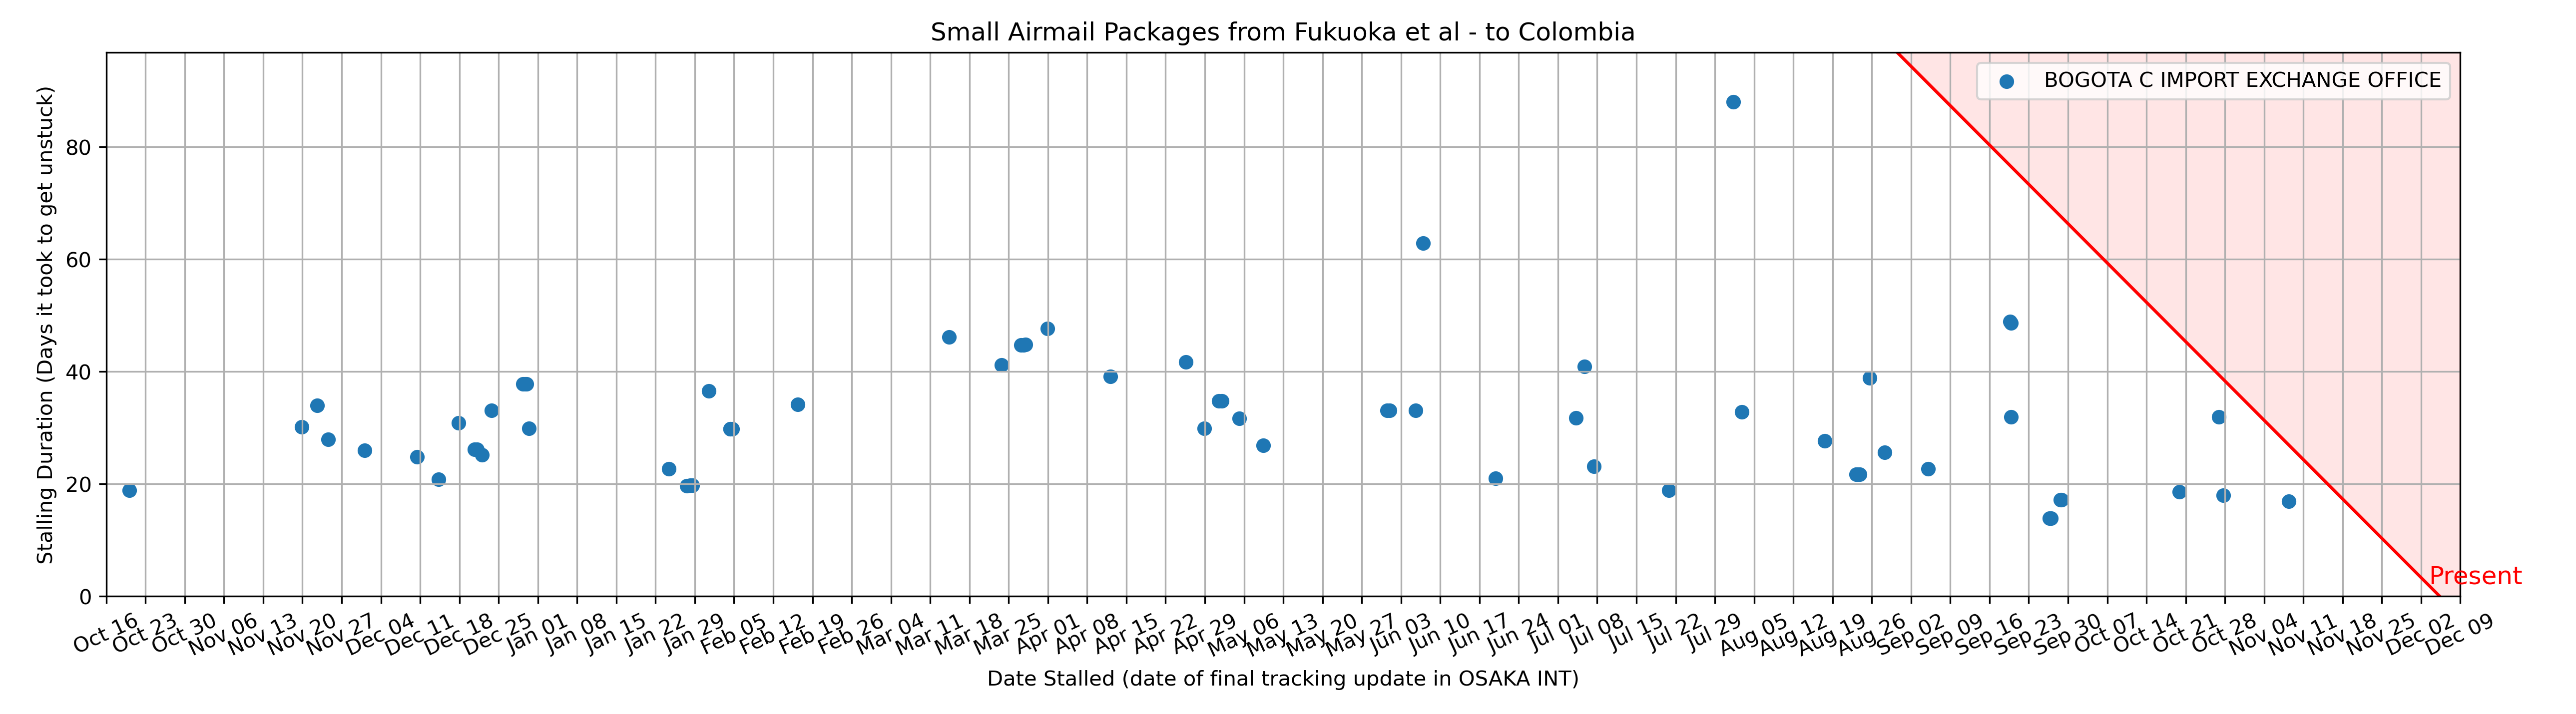 Small Airmail Packages from Fukuoka et al - to Colombia
BOGOTA C IMPORT EXCHANGE OFFICE
Stalling Duration (Days it took to get unstuck)
80
60
40
20
0
Present
Oct 16 Oct 23 Oct 30 Nov 06 Nov 13 Nov 20 Nov 27 Dec 04 Dec 11 Dec 18 Dec 25 Jan 01 Jan 08 Jan 15 Jan 22 Jan 29 Feb 05 Feb 12 Feb 19 Feb 26 Mar 04 Mar 11 Mar 18 Mar 25 Apr 01 Apr 08 Apr 15 Apr 22 Apr 29 May 06 May 13 May 20 May 27 Jun 03 Jun 10 Jun 17 Jun 24 Jul 01 Jul 08 Jul 15 Jul 22 Jul 29 Aug 05 Aug 12 Aug 19 Aug 26 Sep 02 Sep 09 Sep 16 Sep 23 Sep 30 Oct 07 Oct 14 Oct 21 Oct 28 Nov 04 Nov 11 Nov 18 Nov 25 Dec 02 Dec 09
Date Stalled (date of final tracking update in OSAKA INT)